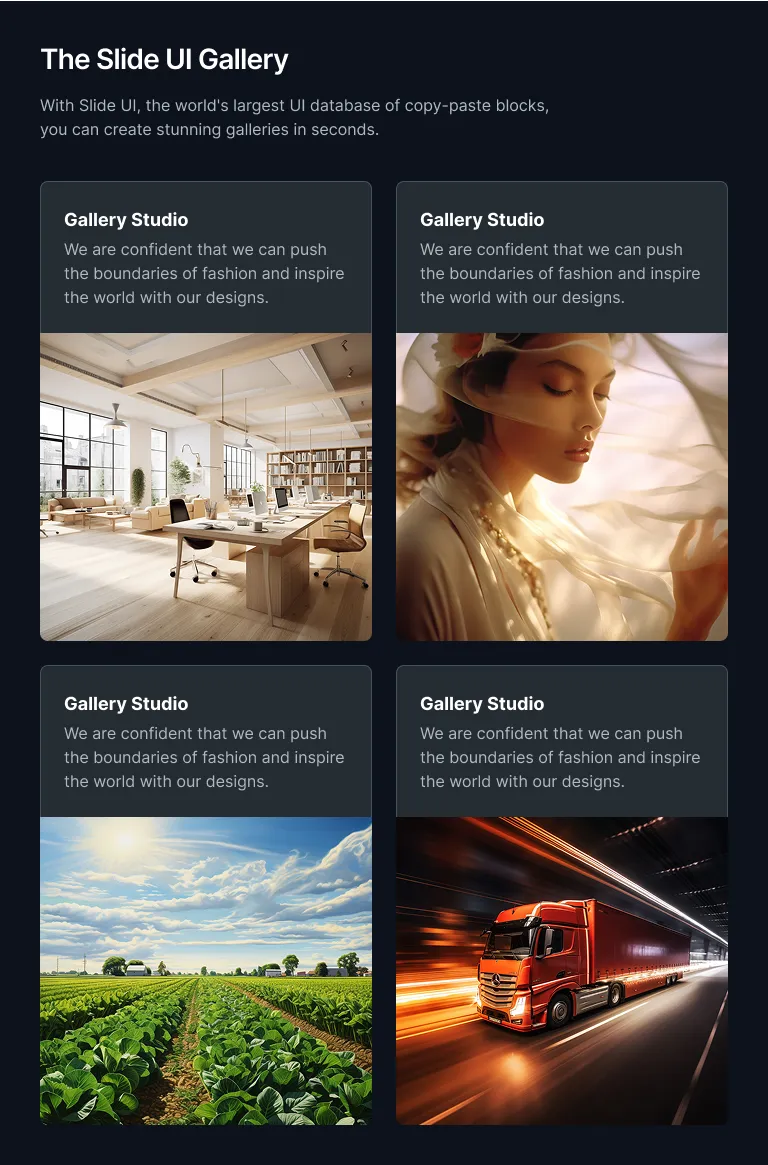 The Slide UI Gallery
With Slide UI, the world's largest UI database of copy-paste blocks,
you can create stunning galleries in seconds.
Gallery Studio
We are confident that we can push
the boundaries of fashion and inspire
the world with our designs.
Gallery Studio
We are confident that we can push
the boundaries of fashion and inspire
the world with our designs.
Gallery Studio
We are confident that we can push
the boundaries of fashion and inspire
the world with our designs.
Gallery Studio
We are confident that we can push
the boundaries of fashion and inspire
the world with our designs.